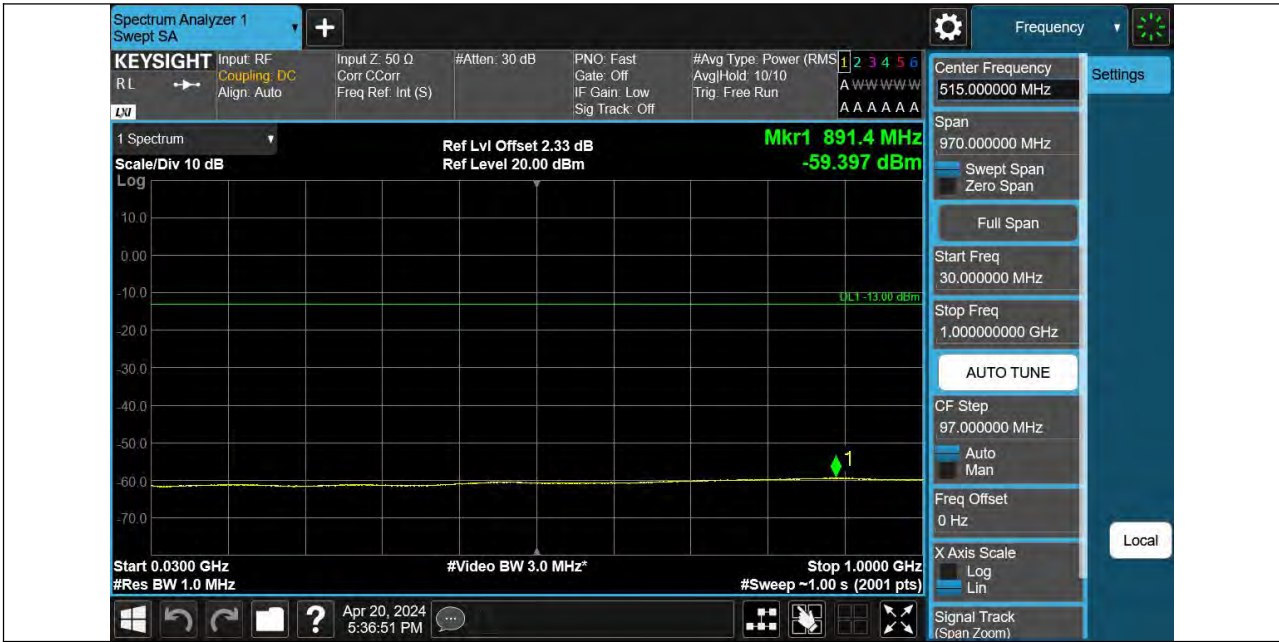 Spectrum Analyzer 1
Swept SA
Frequency
KEYSIGHT
RL
LXI
Input: RF
Coupling: DC
Align: Auto
Input Z: 50 Ω
Corr CCorr
Freq Ref: Int (S)
#Atten: 30 dB
PNO: Fast
Gate: Off
IF Gain: Low
Sig Track: Off
#Avg Type: Power (RMS
Avg|Hold: 10/10
Trig: Free Run
1 2 3 4 5 6
A W W W W W
A A A A A A
1 Spectrum
Scale/Div 10 dB
Log
Ref Lvl Offset 2.33 dB
Ref Level 20.00 dBm
Mkr1 891.4 MHz
-59.397 dBm
10.0
0.00
-10.0
-20.0
-30.0
-40.0
-50.0
-60.0
-70.0
DL1 -13.00 dBm
1
Start 0.0300 GHz
#Res BW 1.0 MHz
#Video BW 3.0 MHz*
Stop 1.0000 GHz
#Sweep ~1.00 s (2001 pts)
Center Frequency
515.000000 MHz
Span
970.000000 MHz
Swept Span
Zero Span
Full Span
Start Freq
30.000000 MHz
Stop Freq
1.000000000 GHz
AUTO TUNE
CF Step
97.000000 MHz
Auto
Man
Freq Offset
0 Hz
X Axis Scale
Log
Lin
Signal Track
(Span Zoom)
Settings
Local
?
Apr 20, 2024
5:36:51 PM